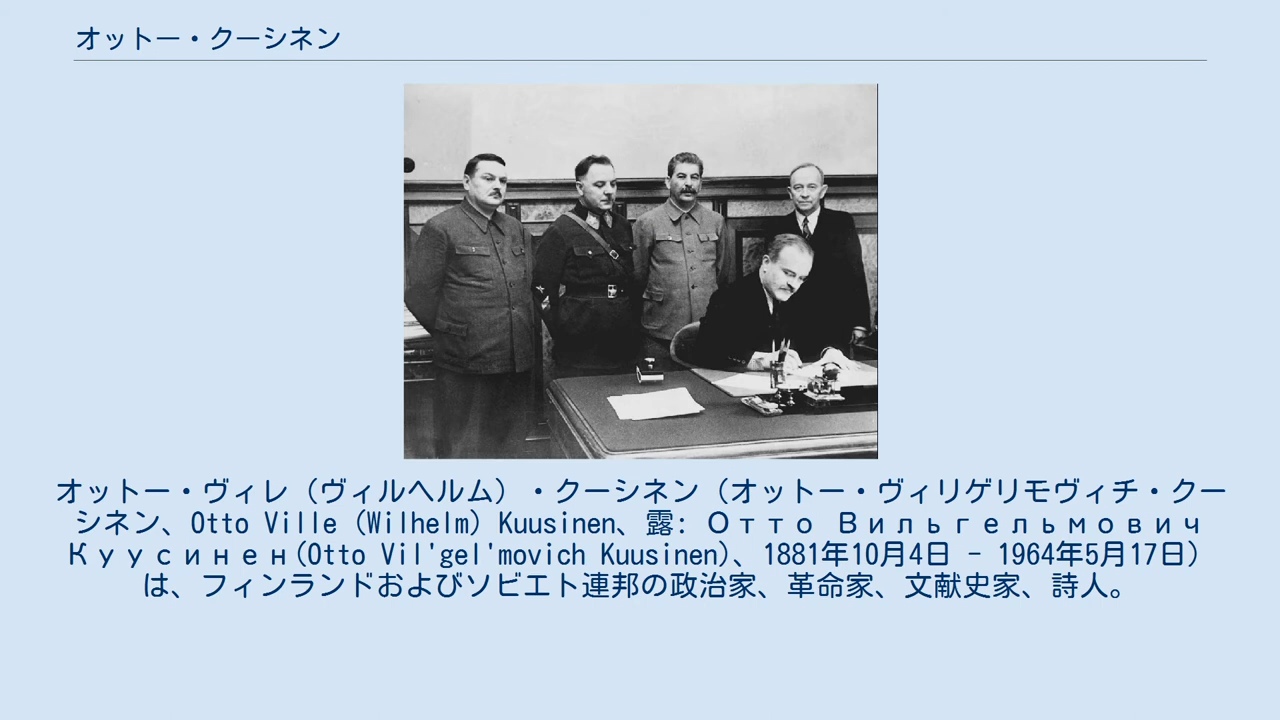 オットー・クーシネン
オットー・ヴィレ（ヴィルヘルム）・クーシネン（オットー・ヴィリゲリモヴィチ・クー
シネン、Otto Ville (Wilhelm) Kuusinen、露: Отто Вильгельмович
Куусинен(Otto Vil'gel'movich Kuusinen)、1881年10月4日 - 1964年5月17日）
は、フィンランドおよびソビエト連邦の政治家、革命家、文献史家、詩人。